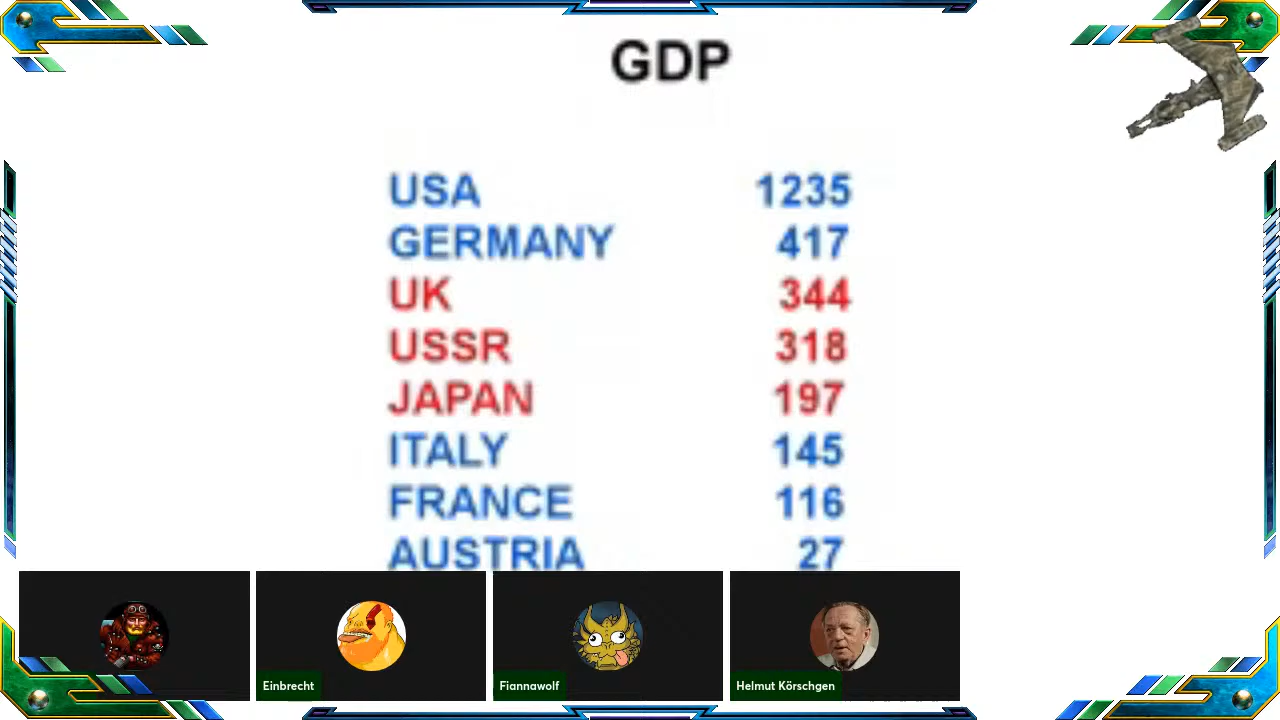 GDP
USA 1235
GERMANY 417
UK 344
USSR 318
JAPAN 197
ITALY 145
FRANCE 116
AUSTRIA 27
Einbrecht
Fiannawolf
Helmut Körschgen